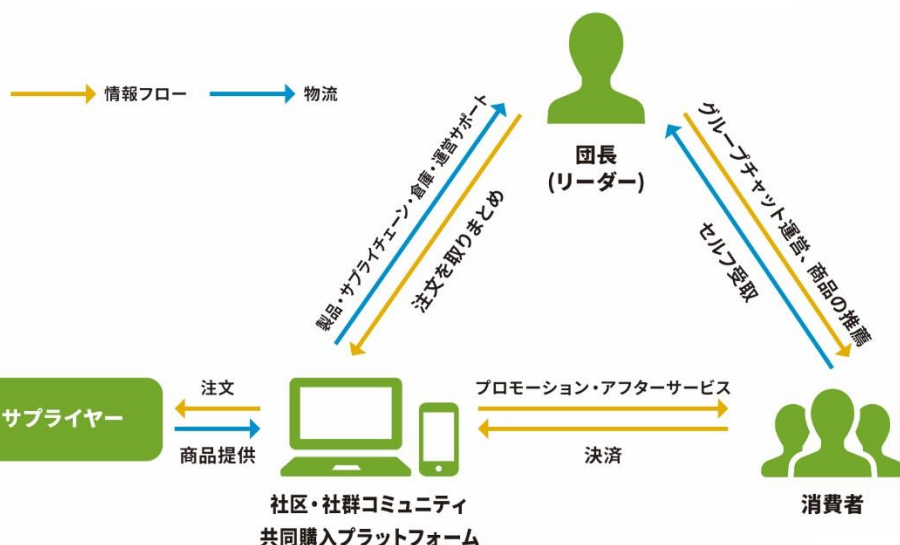 情報フロー
物流
団長
(リーダー)
製品・サプライチェーン・倉庫・運営サポート
注文を取りまとめ
グループチャット運営、商品の推薦
セルフ受取
サプライヤー
注文
商品提供
プロモーション・アフターサービス
決済
社区・社群コミュニティ
共同購入プラットフォーム
消費者